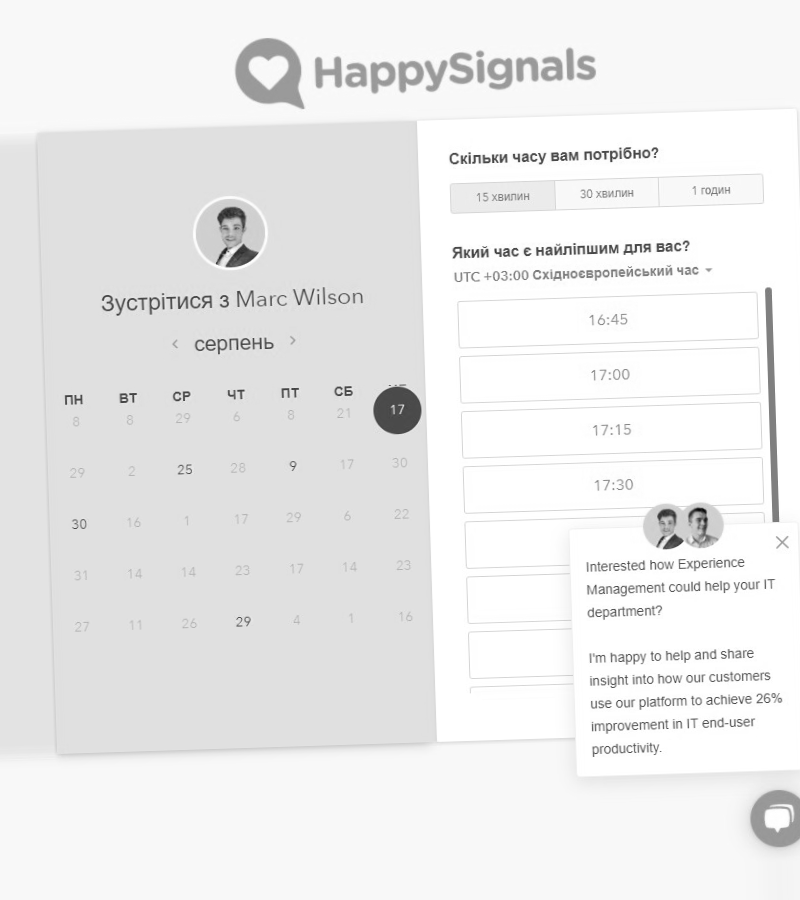 HappySignals
Зустрітися з Marc Wilson
серпень
ПН ВТ СР ЧТ ПТ СБ
8 8 29 6 8 21 17
29 2 25 28 9 17 30
30 16 1 17 29 6 22
31 14 14 23 17 14 23
27 11 26 29 4 1 16
Скільки часу вам потрібно?
15 хвилин 30 хвилин 1 годин
Який час є найліпшим для вас?
UTC +03:00 Східноєвропейський час
16:45
17:00
17:15
17:30
Interested how Experience
Management could help your IT
department?
I'm happy to help and share
insight into how our customers
use our platform to achieve 26%
improvement in IT end-user
productivity.